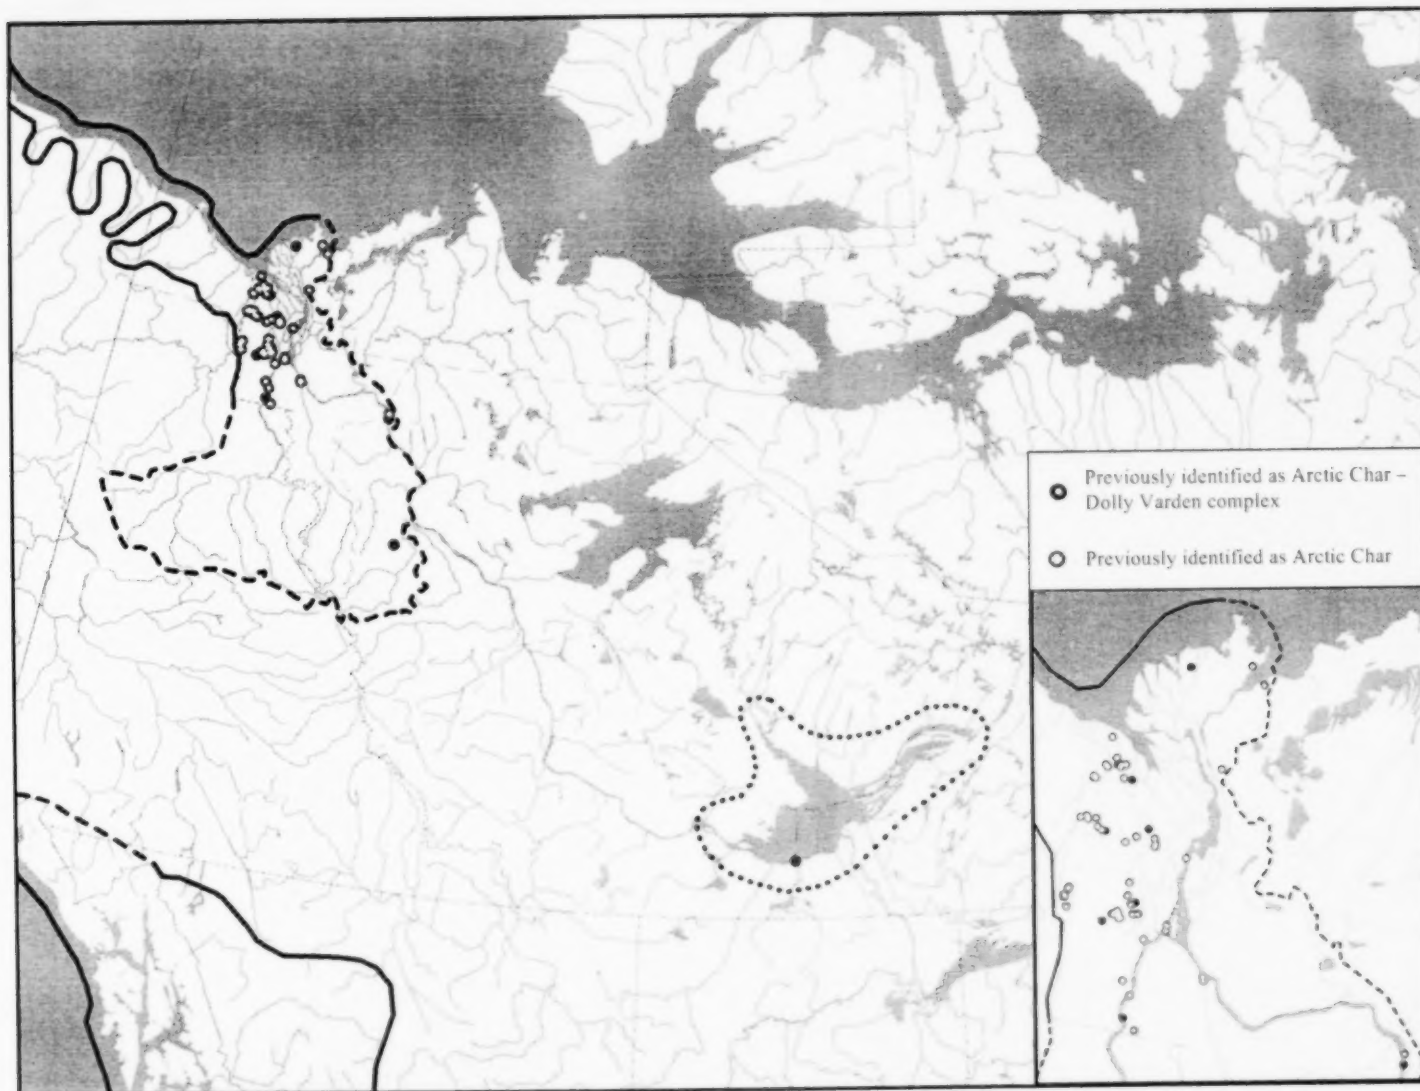 Previously identified as Arctic Char –
Dolly Varden complex
Previously identified as Arctic Char